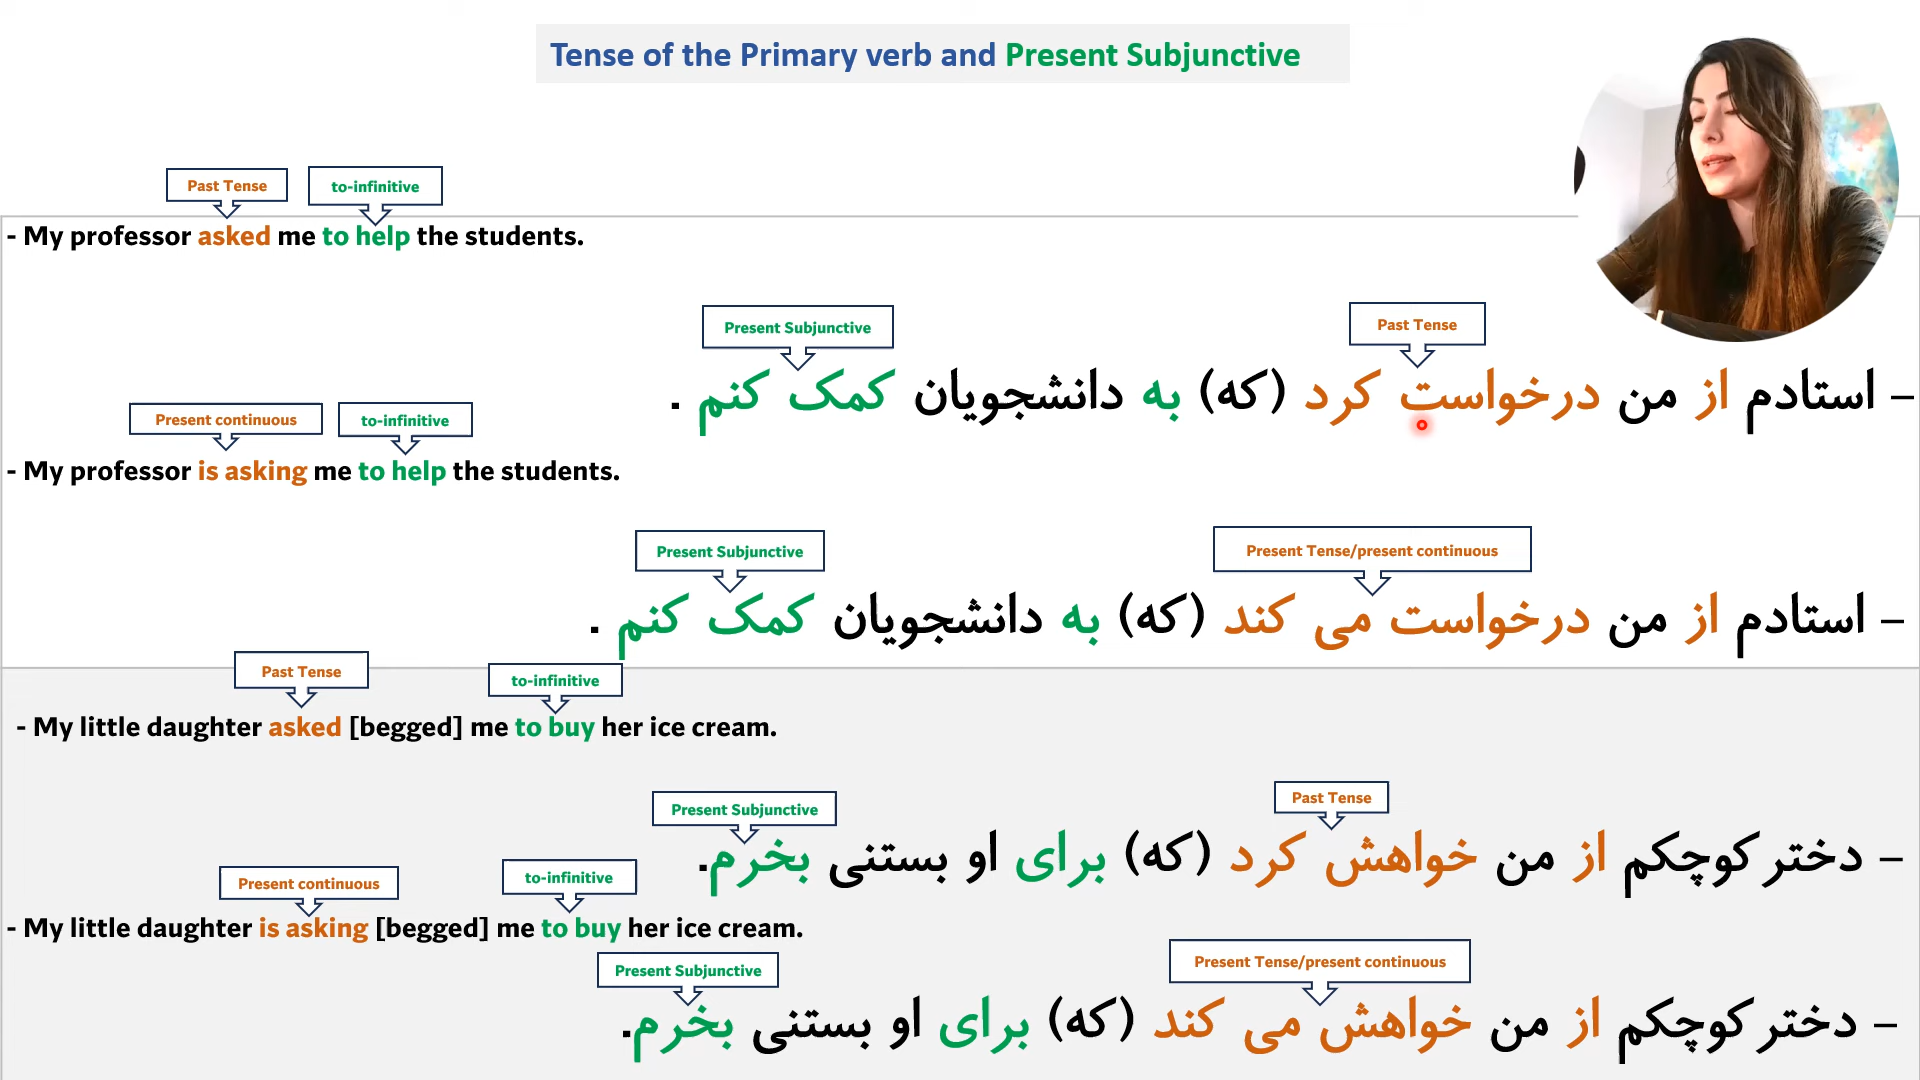 Tense of the Primary verb and Present Subjunctive
Past Tense
to-infinitive
- My professor asked me to help the students.
Present Subjunctive
Past Tense
– استادم از من درخواست کرد (که) به دانشجویان کمک کنم .
Present continuous
to-infinitive
- My professor is asking me to help the students.
Present Subjunctive
Present Tense/present continuous
– استادم از من درخواست می کند (که) به دانشجویان کمک کنم .
Past Tense
to-infinitive
- My little daughter asked [begged] me to buy her ice cream.
Present Subjunctive
Past Tense
– دختر کوچکم از من خواهش کرد (که) برای او بستنی بخرم.
Present continuous
to-infinitive
- My little daughter is asking [begged] me to buy her ice cream.
Present Subjunctive
Present Tense/present continuous
– دختر کوچکم از من خواهش می کند (که) برای او بستنی بخرم.